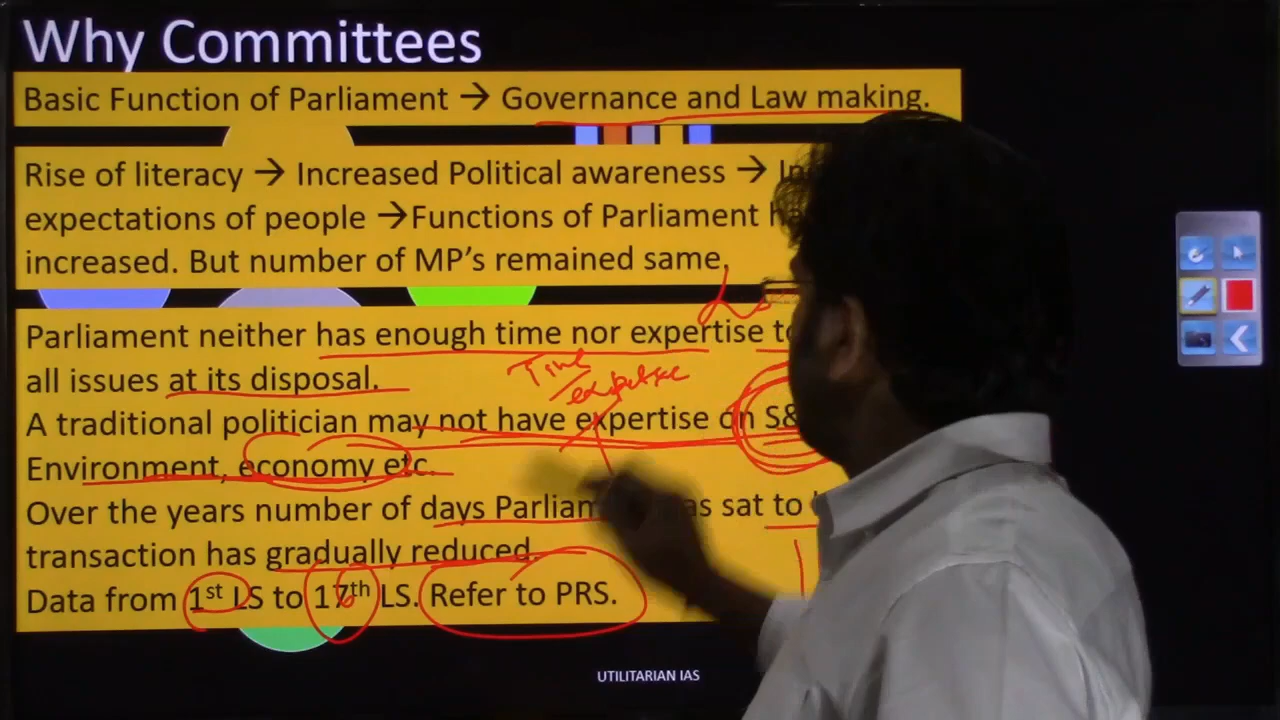 Why Committees
Basic Function of Parliament → Governance and Law making.
Rise of literacy → Increased Political awareness →
expectations of people →Functions of Parliament
increased. But number of MP's remained same.
Parliament neither has enough time nor expertise
all issues at its disposal.
Time
expertise
A traditional politician may not have expertise on
Environment, economy etc.
Over the years number of days sat to
transaction has gradually reduced.
Data from 1st LS to LS. Refer to PRS.
UTILITARIAN IAS